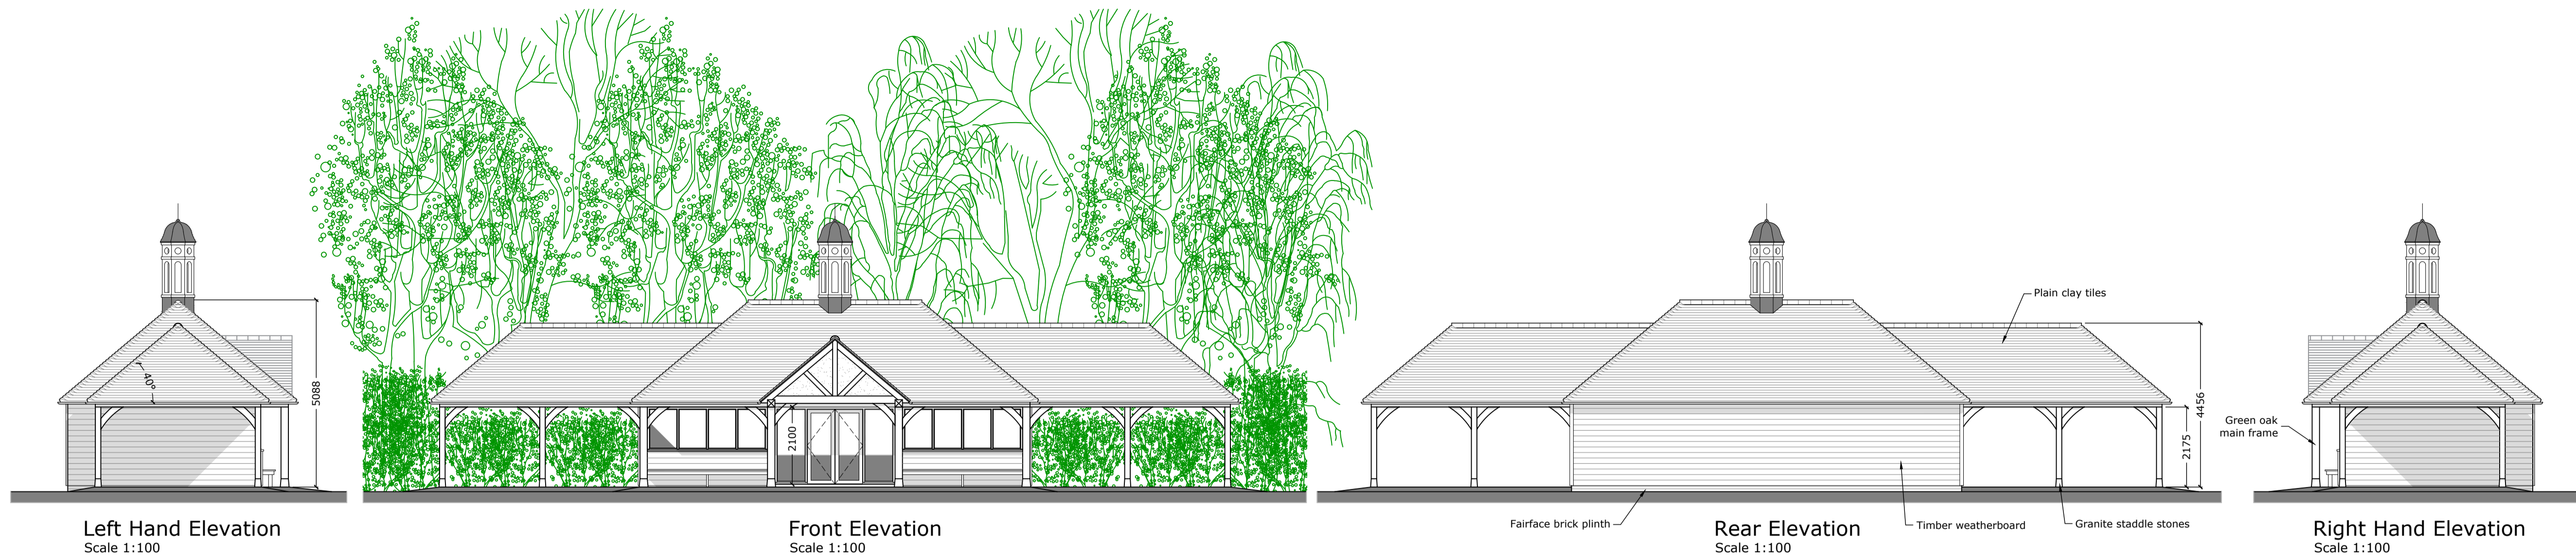 40°
5088
Left Hand Elevation
Scale 1:100
2100
Front Elevation
Scale 1:100
Plain clay tiles
4456
2175
Fairface brick plinth
Rear Elevation
Scale 1:100
Timber weatherboard
Granite staddle stones
Green oak
main frame
Right Hand Elevation
Scale 1:100